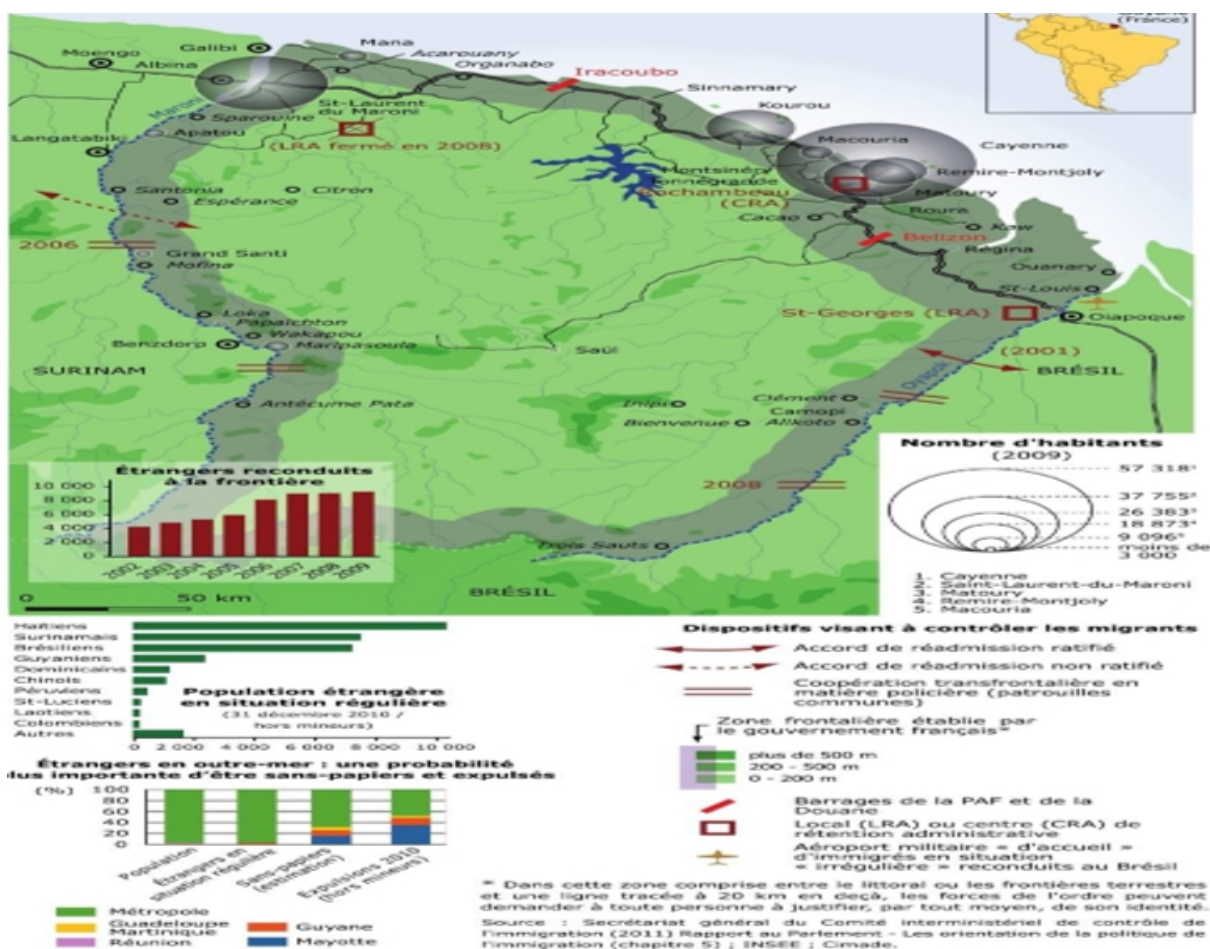 Guyane
(France)
Moengo
Galibi
Albina
Mana
Acarouany
Organabo
Iracoubo
Sinnamary
Kourou
Maroni
Sparouine
St-Laurent
du Maroni
Apatou
Langatabiki
(LRA fermé en 2008)
Macouria
Cayenne
Montsinéry
Tonnégrande
Remire-Montjoly
Rochambeau
(CRA)
Matoury
Santonia
Citron
Espérance
Cacao
Roura
Kaw
Belizon
Régina
2006
Grand Santi
Mofina
Ouanary
St-Louis
Loka
Papaichton
Wakapou
Benzdorp
Maripasoula
St-Georges (LRA)
Oiapoque
Saül
(2001)
SURINAM
BRÉSIL
Oyapok
Antécume Pata
Inipi
Clément
Camopi
Bienvenue
Alikoto
2008
Trois Sauts
BRÉSIL
Étrangers reconduits
à la frontière
10 000
8 000
6 000
4 000
2 000
0
2002
2003
2004
2005
2006
2007
2008
2009
0
50 km
Nombre d'habitants
(2009)
57 318¹
37 755²
26 383³
18 873⁴
9 096⁵
moins de
3 000
1. Cayenne
2. Saint-Laurent-du-Maroni
3. Matoury
4. Remire-Montjoly
5. Macouria
Haïtiens
Surinamais
Brésiliens
Guyaniens
Dominicains
Chinois
Péruviens
St-Luciens
Laotiens
Colombiens
Autres
Population étrangère
en situation régulière
(31 décembre 2010 /
hors mineurs)
0 2 000 4 000 6 000 8 000 10 000
Étrangers en outre-mer : une probabilité
plus importante d'être sans-papiers et expulsés
(%)
100
80
60
40
20
0
Population
Étrangers en
situation régulière
Sans-papiers
(estimation)
Expulsions 2010
(hors mineurs)
Métropole
Guadeloupe
Martinique
Réunion
Guyane
Mayotte
Dispositifs visant à contrôler les migrants
Accord de réadmission ratifié
Accord de réadmission non ratifié
Coopération transfrontalière en
matière policière (patrouilles
communes)
Zone frontalière établie par
le gouvernement français*
plus de 500 m
200 - 500 m
0 - 200 m
Barrages de la PAF et de la
Douane
Local (LRA) ou centre (CRA) de
rétention administrative
Aéroport militaire « d'accueil »
d'immigrés en situation
« irrégulière » reconduits au Brésil
* Dans cette zone comprise entre le littoral ou les frontières terrestres
et une ligne tracée à 20 km en deçà, les forces de l'ordre peuvent
demander à toute personne à justifier, par tout moyen, de son identité.
Source : Secrétariat général du Comité interministériel de contrôle de
l'immigration (2011) Rapport au Parlement - Les orientation de la politique de
l'immigration (chapitre 5) ; INSEE ; Cimade.